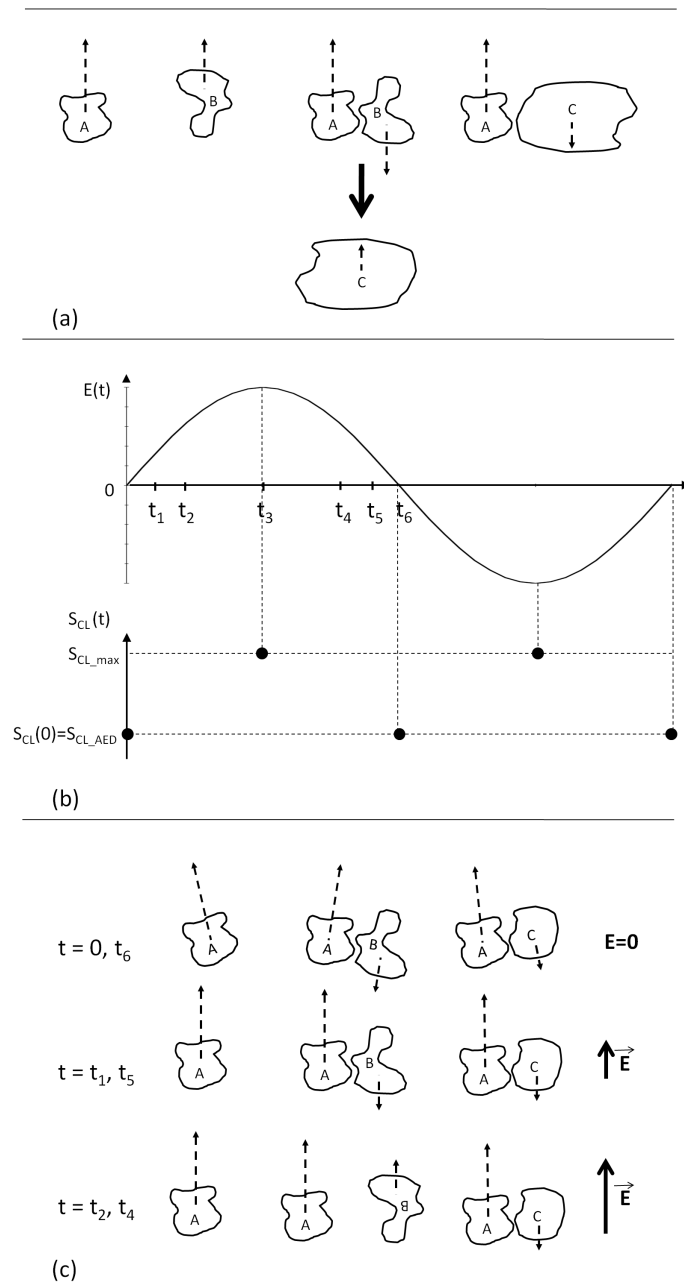 A B A B A C
C
(a)
E(t)
0
t1 t2 t3 t4 t5 t6
SCL(t)
SCL_max
SCL(0)=SCL_AED
(b)
t = 0, t6 A A B A C E=0
t = t1, t5 A A B A C E
t = t2, t4 A A B A C E
(c)